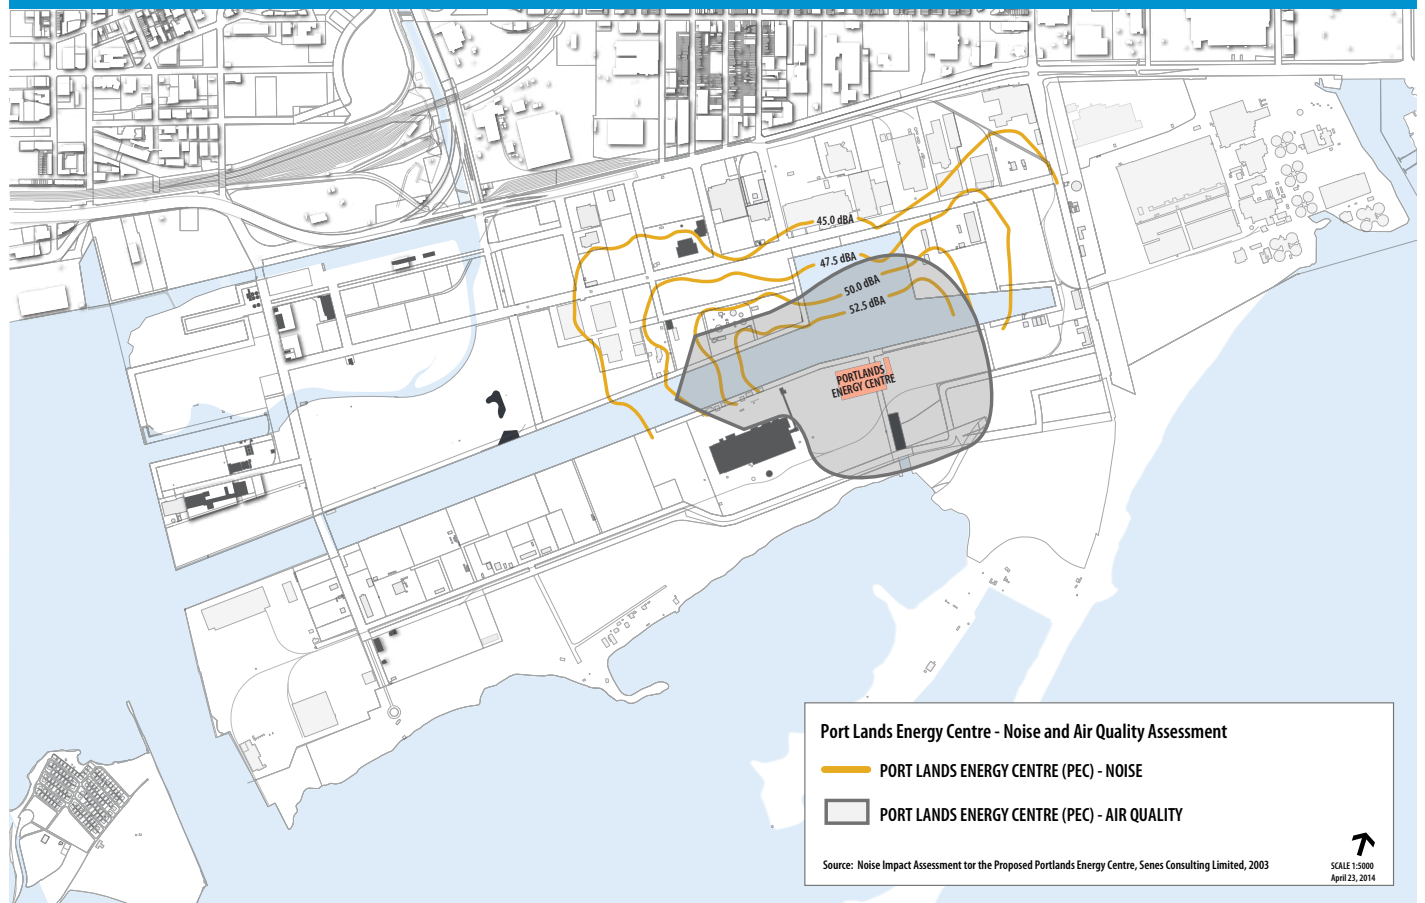 45.0 dBA
47.5 dBA
50.0 dBA
52.5 dBA
PORTLANDS
ENERGY CENTRE
Port Lands Energy Centre - Noise and Air Quality Assessment
PORT LANDS ENERGY CENTRE (PEC) - NOISE
PORT LANDS ENERGY CENTRE (PEC) - AIR QUALITY
Source: Noise Impact Assessment tor the Proposed Portlands Energy Centre, Senes Consulting Limited, 2003
SCALE 1:5000
April 23, 2014